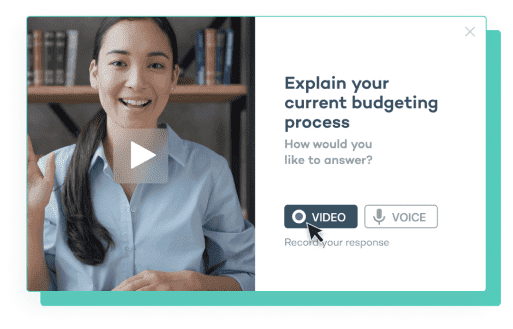 Explain your
current budgeting
process
How would you
like to answer?
VIDEO
VOICE
Record your response